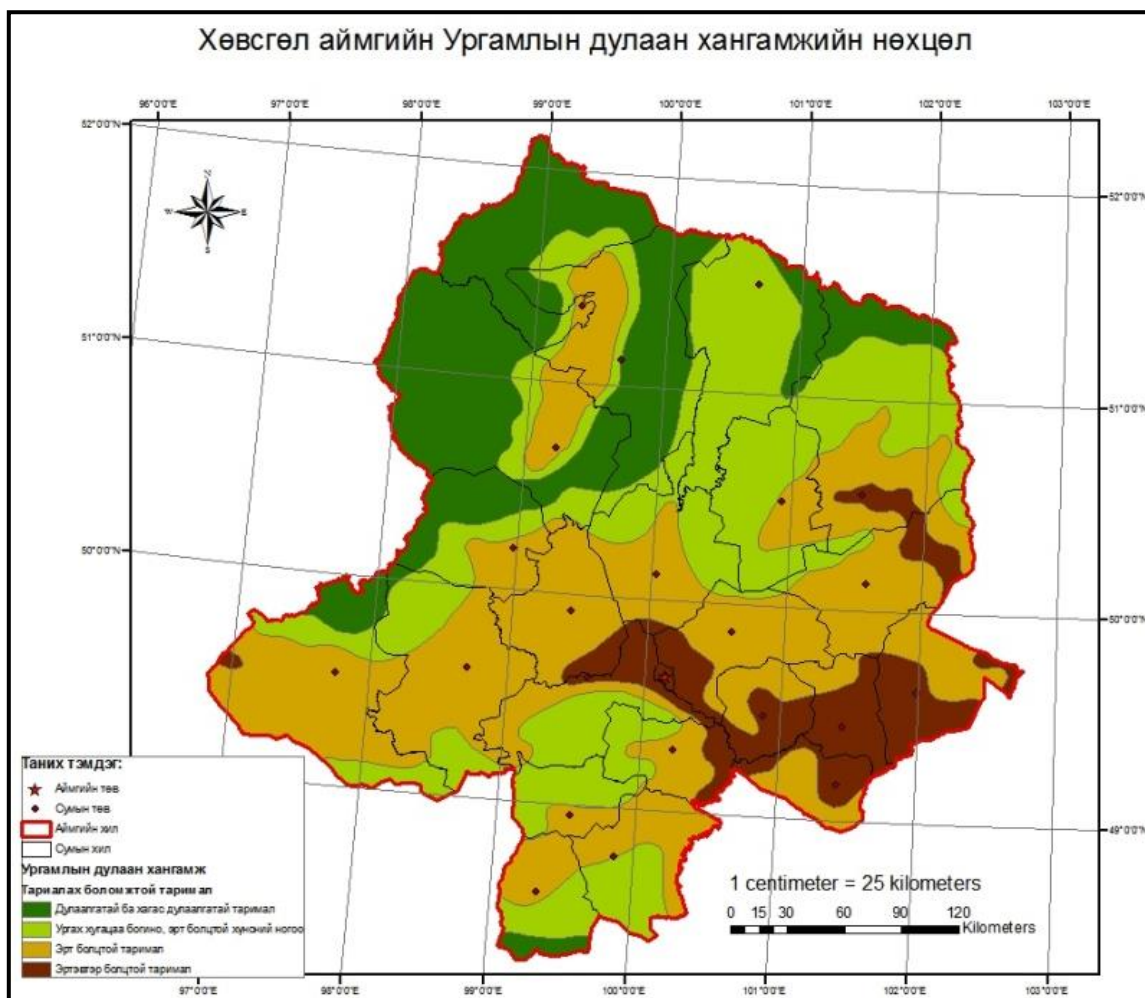 Хөвсгөл аймгийн Ургамлын дулаан хангамжийн нөхцөл
96°0'0"E 97°0'0"E 98°0'0"E 99°0'0"E 100°0'0"E 101°0'0"E 102°0'0"E 103°0'0"E
52°0'0"N
52°0'0"N
51°0'0"N
51°0'0"N
50°0'0"N
50°0'0"N
49°0'0"N
N
W E
S
Таних тэмдэг:
Аймгийн төв
Сумын төв
Аймгийн хил
Сумын хил
Ургамлын дулаан хангамж
Тариалах боломжтой таримал
Дулаалгатай ба хагас дулаалгатай таримал
Ургах хугацаа богино, эрт болцтой хүнсний ногоо
Эрт болцтой таримал
Эртэвтэр болцтой таримал
1 centimeter = 25 kilometers
0 15 30 60 90 120
Kilometers
97°0'0"E 98°0'0"E 99°0'0"E 100°0'0"E 101°0'0"E 102°0'0"E 103°0'0"E